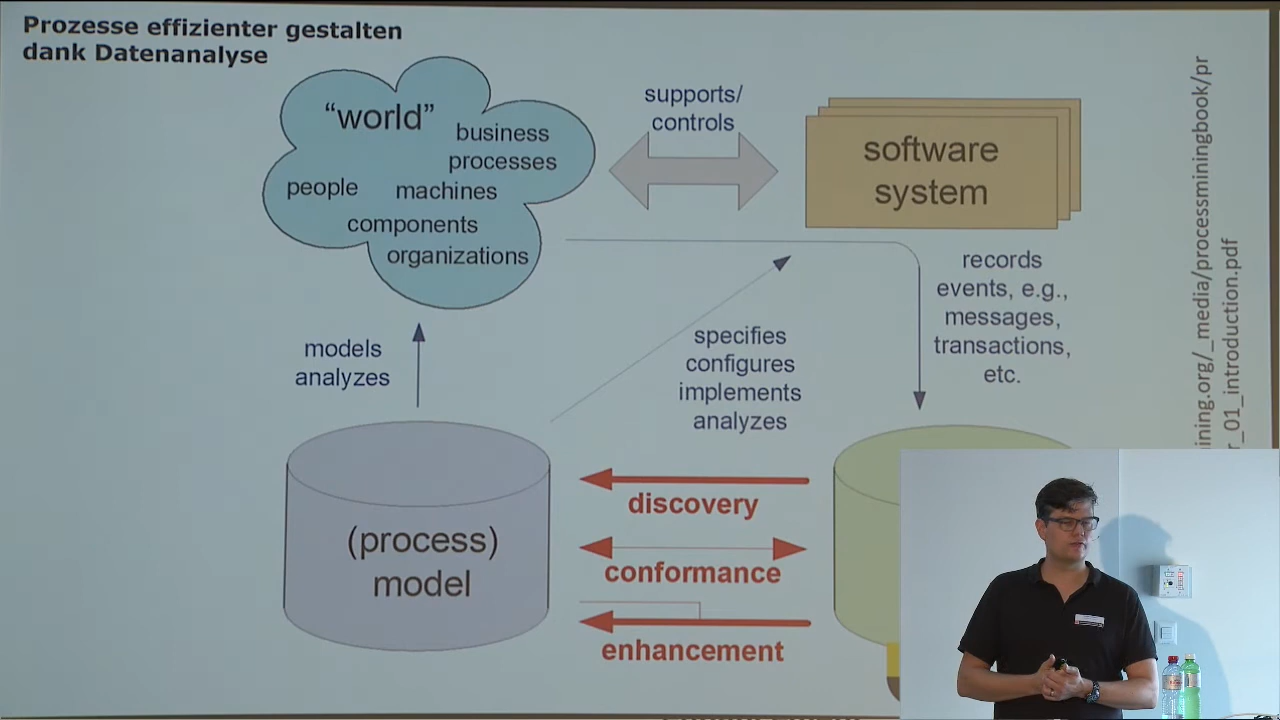 Prozesse effizienter gestalten
dank Datenanalyse
“world”
business
processes
people
machines
components
organizations
supports/
controls
software
system
records
events, e.g.,
messages,
transactions,
etc.
models
analyzes
specifies
configures
implements
analyzes
(process)
model
discovery
conformance
enhancement
ining.org/_media/processminingbook/pr
r_01_introduction.pdf